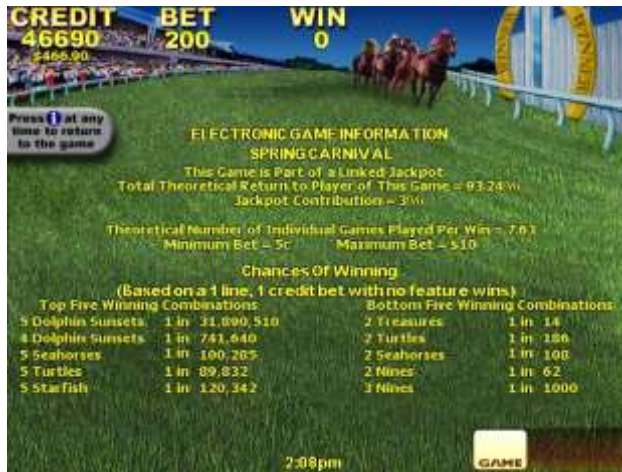 CREDIT BET WIN
46690 200 0
$466.90
Press i at any
time to return
to the game
ELECTRONIC GAME INFORMATION
SPRING CARNIVAL
This Game is Part of a Linked Jackpot
Total Theoretical Return to Player of This Game = 93.24%
Jackpot Contribution = 3%
Theoretical Number of Individual Games Played Per Win = 7.63
Minimum Bet = 5c Maximum Bet = $10
Chances Of Winning
(Based on a 1 line, 1 credit bet with no feature wins)
Top Five Winning Combinations Bottom Five Winning Combinations
5 Dolphin Sunsets 1 in 31,890,510 2 Treasures 1 in 14
4 Dolphin Sunsets 1 in 741,640 2 Turtles 1 in 186
5 Seahorses 1 in 100,285 2 Seahorses 1 in 108
5 Turtles 1 in 89,832 2 Nines 1 in 62
5 Starfish 1 in 120,342 3 Nines 1 in 1000
2:08pm GAME